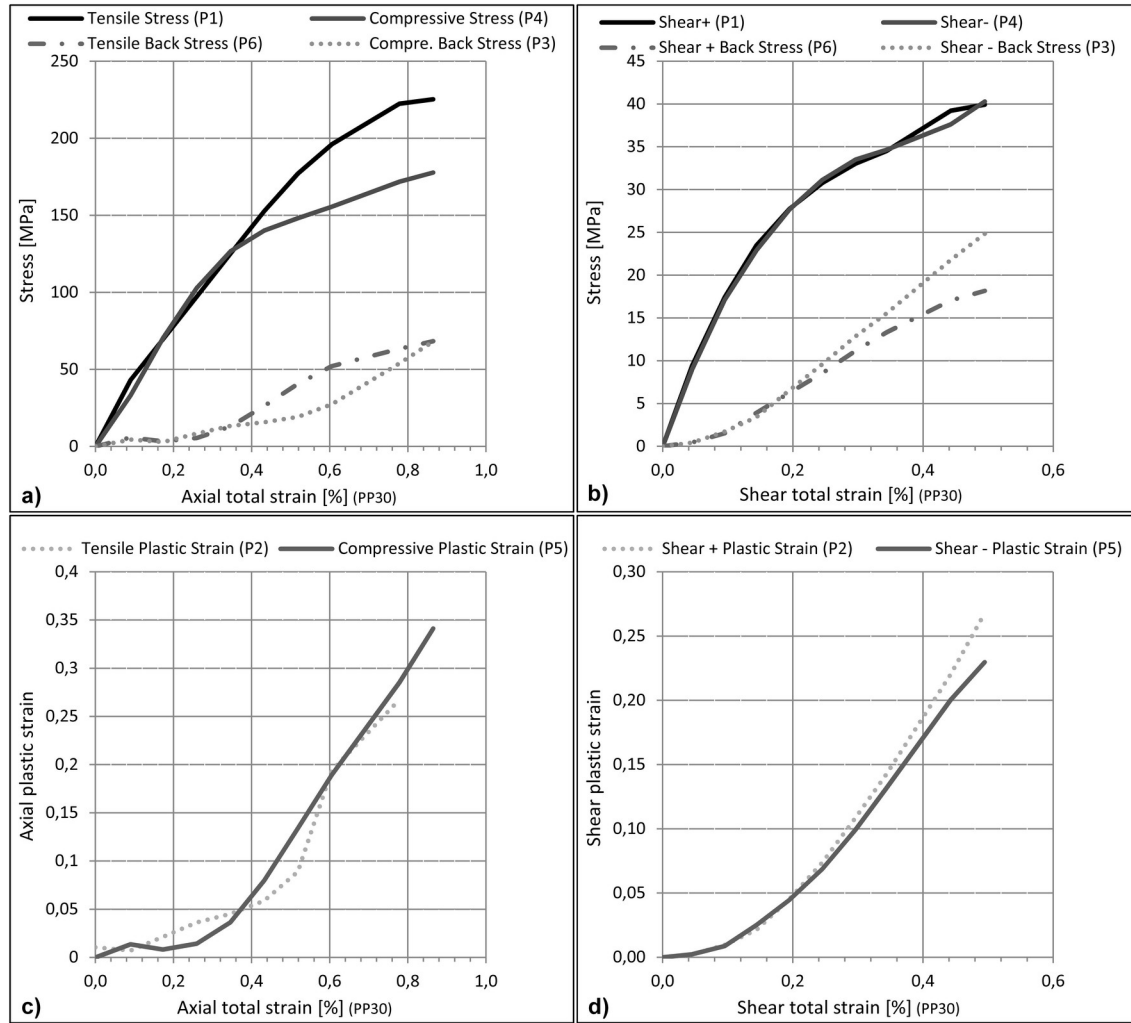 Tensile Stress (P1) Compressive Stress (P4)
Tensile Back Stress (P6) Compre. Back Stress (P3)
250
200
150
100
50
0
Stress [MPa]
0,0 0,2 0,4 0,6 0,8 1,0
a) Axial total strain [%] (PP30)
Shear+ (P1) Shear- (P4)
Shear + Back Stress (P6) Shear - Back Stress (P3)
45
40
35
30
25
20
15
10
5
0
Stress [MPa]
0,0 0,2 0,4 0,6
b) Shear total strain [%] (PP30)
Tensile Plastic Strain (P2) Compressive Plastic Strain (P5)
0,4
0,35
0,3
0,25
0,2
0,15
0,1
0,05
0
Axial plastic strain
0,0 0,2 0,4 0,6 0,8 1,0
c) Axial total strain [%] (PP30)
Shear + Plastic Strain (P2) Shear - Plastic Strain (P5)
0,30
0,25
0,20
0,15
0,10
0,05
0,00
Shear plastic strain
0,0 0,2 0,4 0,6
d) Shear total strain [%] (PP30)